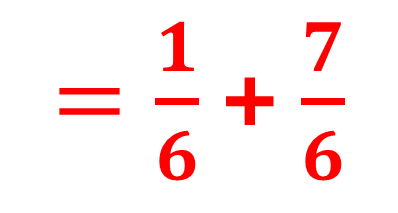 = 1/6 + 7/6